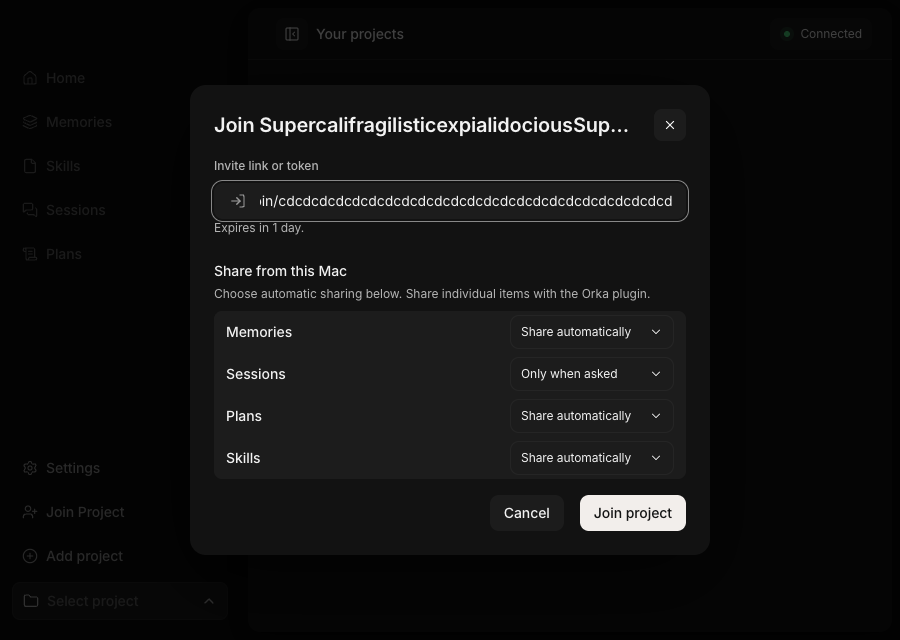 Your projects
Connected
Home
Memories
Skills
Sessions
Plans
Join SupercalifragilisticexpialidociousSup...
Invite link or token
in/cdcdcdcdcdcdcdcdcdcdcdcdcdcdcdcdcdcdcdcdcdcdcdcd
Expires in 1 day.
Share from this Mac
Choose automatic sharing below. Share individual items with the Orka plugin.
Memories Share automatically
Sessions Only when asked
Plans Share automatically
Skills Share automatically
Cancel Join project
Settings
Join Project
Add project
Select project